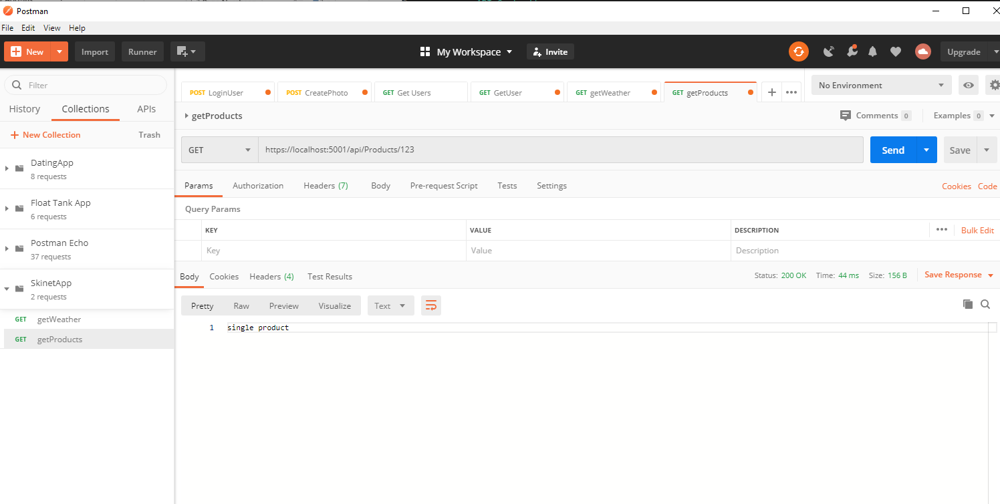 Postman
File Edit View Help
New Import Runner My Workspace Invite Upgrade
Filter
History Collections APIs
New Collection Trash
DatingApp
8 requests
Float Tank App
6 requests
Postman Echo
37 requests
SkinetApp
2 requests
GET getWeather
GET getProducts
POST LoginUser POST CreatePhoto GET Get Users GET GetUser GET getWeather GET getProducts No Environment
getProducts Comments 0 Examples 0
GET https://localhost:5001/api/Products/123 Send Save
Params Authorization Headers (7) Body Pre-request Script Tests Settings Cookies Code
Query Params
KEY VALUE DESCRIPTION Bulk Edit
Key Value Description
Body Cookies Headers (4) Test Results Status: 200 OK Time: 44 ms Size: 156 B Save Response
Pretty Raw Preview Visualize Text
1 single product